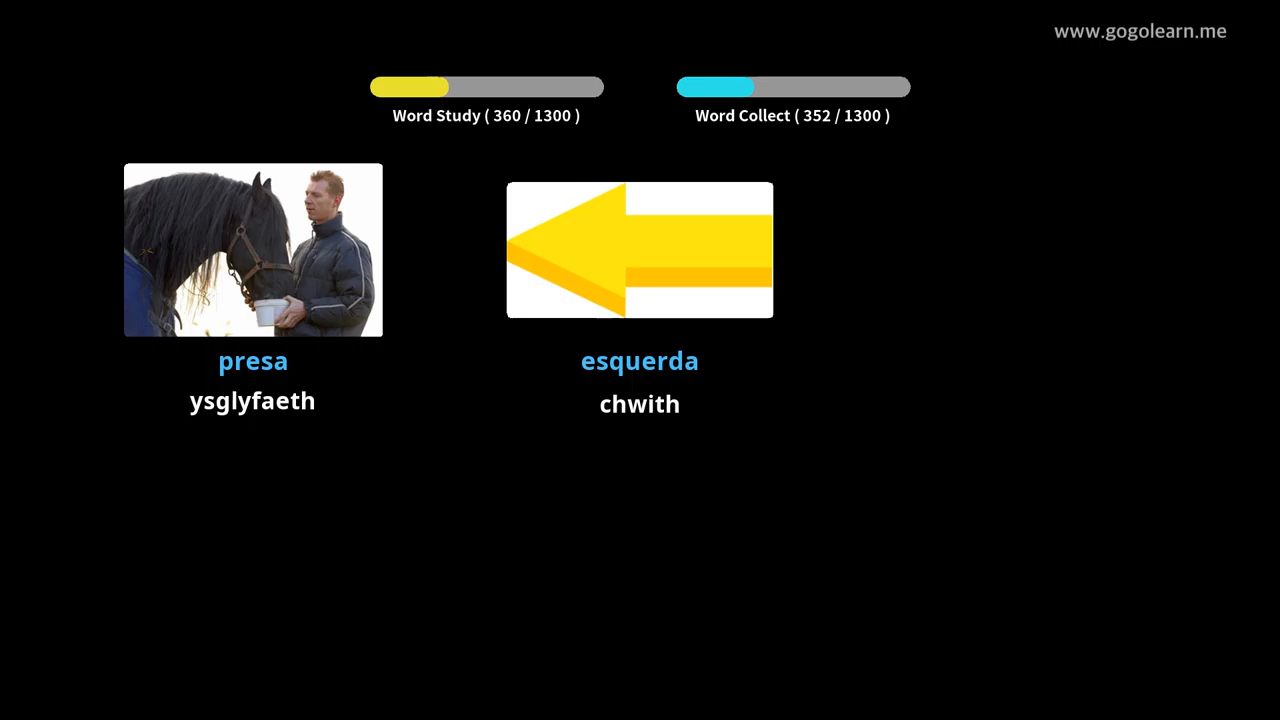 www.gogolearn.me
Word Study ( 360 / 1300 )
Word Collect ( 352 / 1300 )
presa
ysglyfaeth
esquerda
chwith